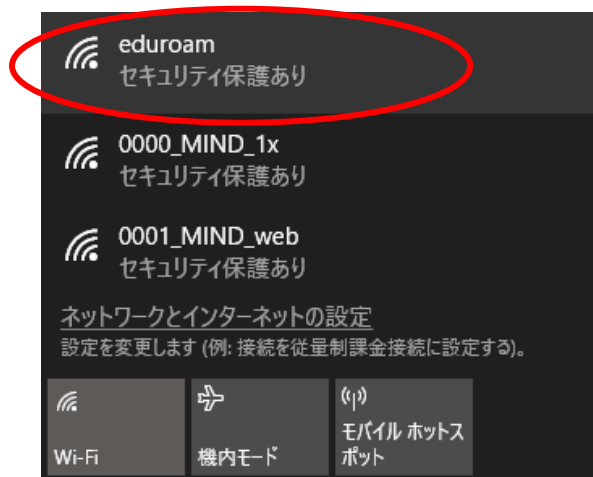 eduroam
セキュリティ保護あり
0000_MIND_1x
セキュリティ保護あり
0001_MIND_web
セキュリティ保護あり
ネットワークとインターネットの設定
設定を変更します (例: 接続を従量制課金接続に設定する)。
Wi-Fi
機内モード
モバイル ホットス
ポット